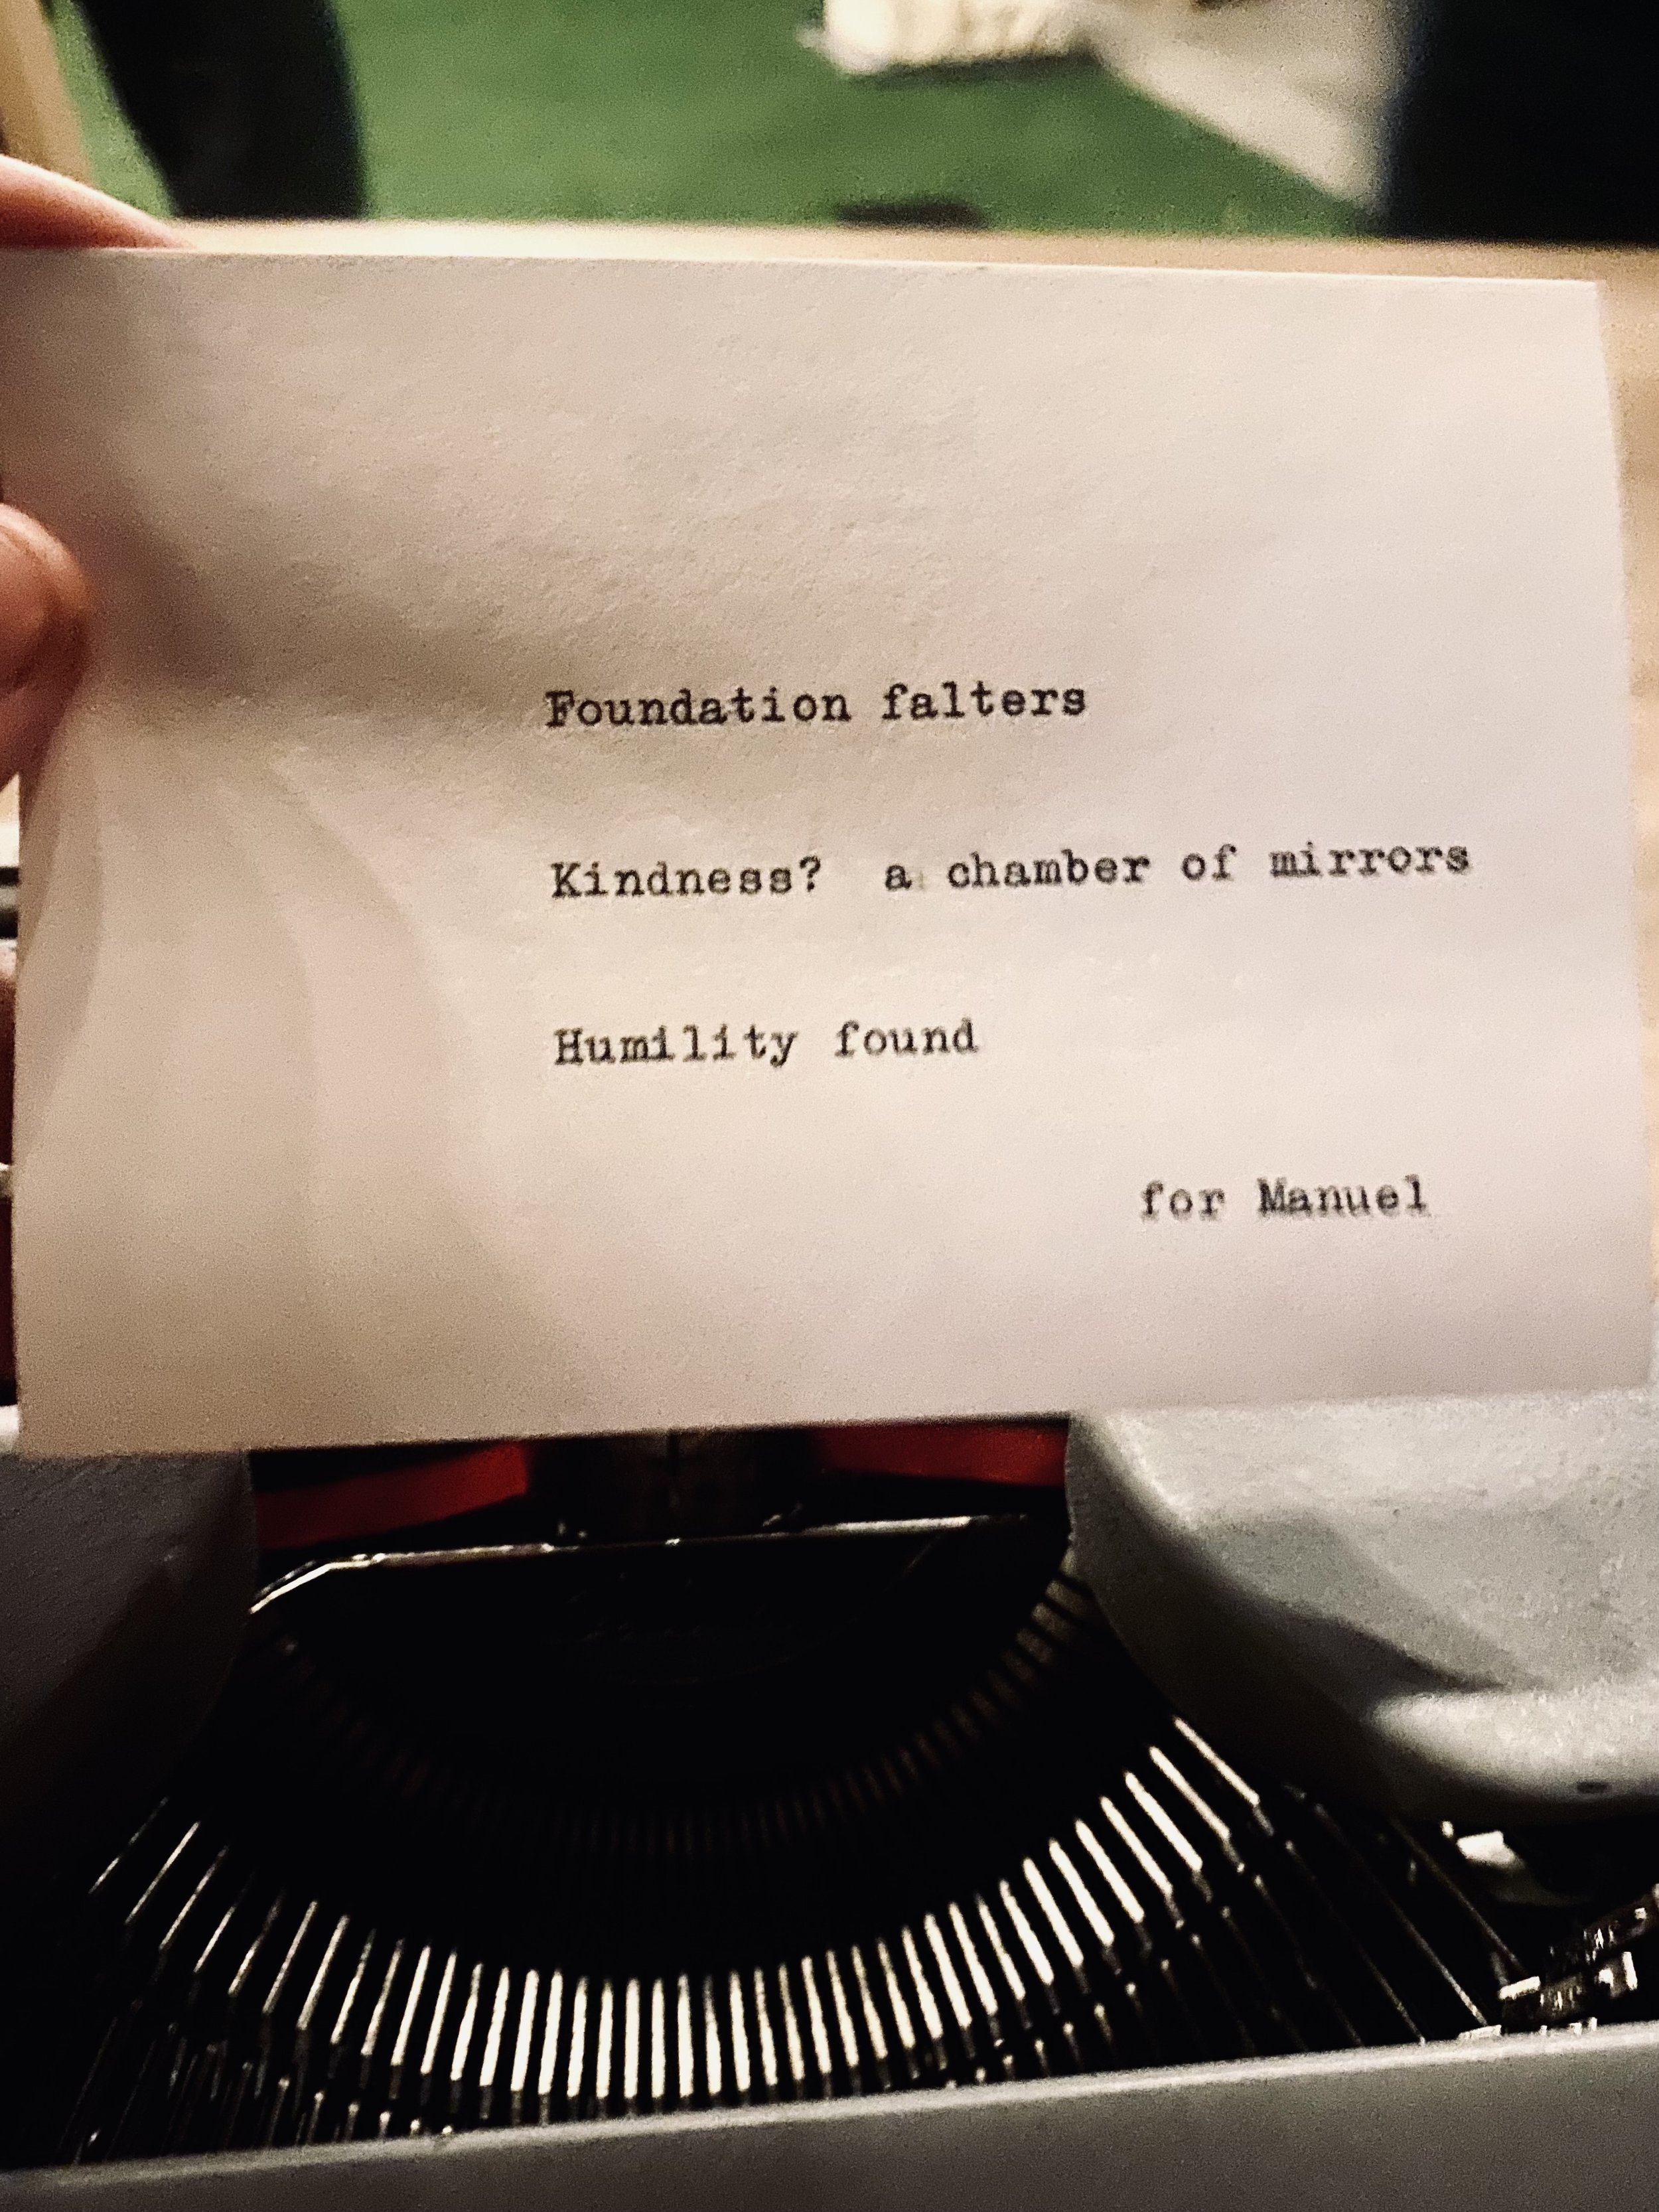 Foundation falters
Kindness?  a chamber of mirrors
Humility found
for Manuel